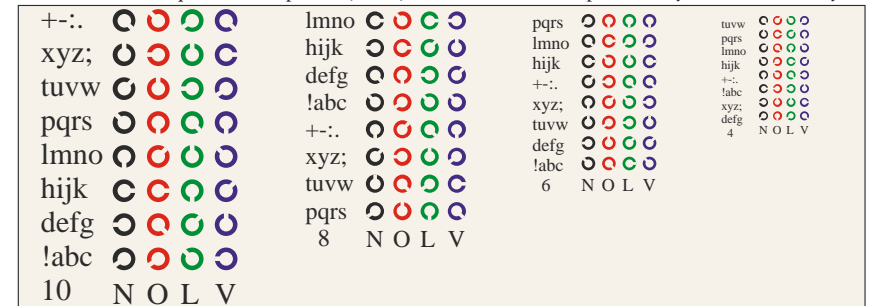 +-:.
xyz;
tuvw
pqrs
lmno
hijk
defg
!abc
10 N O L V
lmno
hijk
defg
!abc
+-:.
xyz;
tuvw
pqrs
8 N O L V
pqrs
lmno
hijk
+-:.
xyz;
tuvw
defg
!abc
6 N O L V
tuvw
pqrs
lmno
hijk
+-:.
!abc
xyz;
defg
4 N O L V